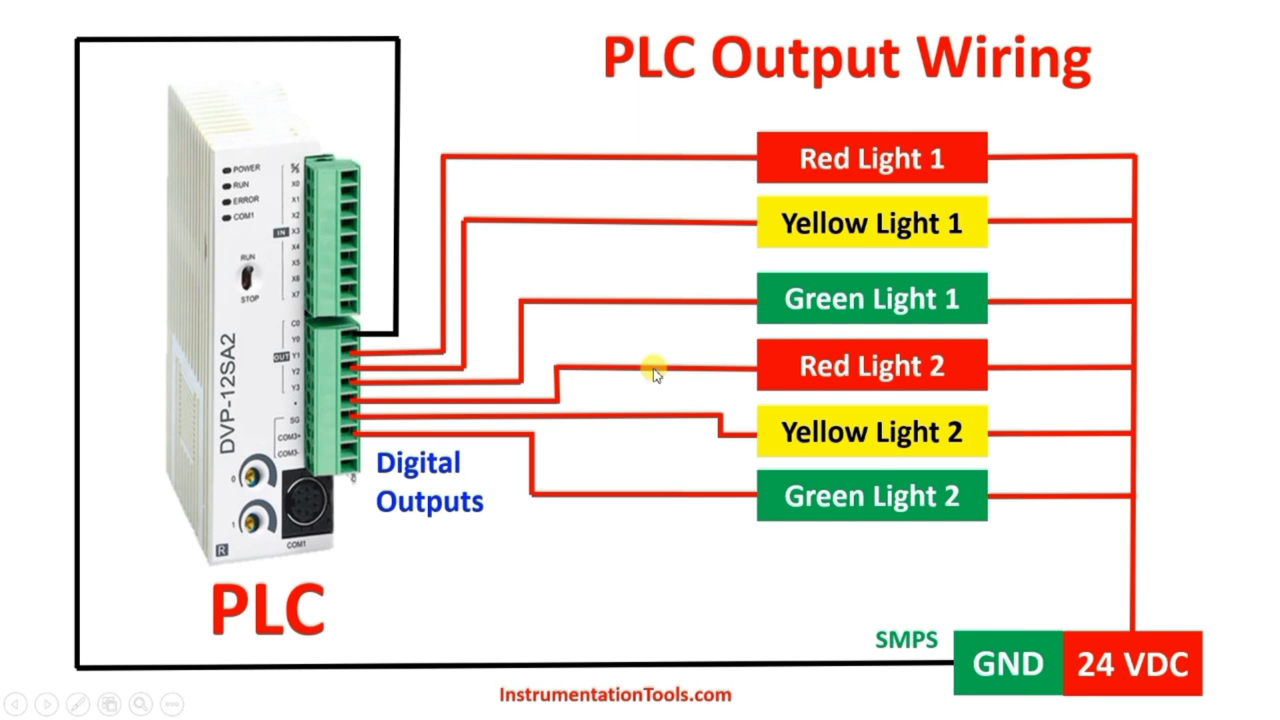 PLC Output Wiring
POWER
RUN
ERROR
COM1
S/S
X0
X1
X2
IN X3
X4
X5
X6
X7
RUN
STOP
C0
Y0
OUT Y1
Y2
Y3
•
SG
COM3+
COM3-
DVP-12SA2
0
1
R
COM1
Digital
Outputs
PLC
Red Light 1
Yellow Light 1
Green Light 1
Red Light 2
Yellow Light 2
Green Light 2
SMPS
GND 24 VDC
InstrumentationTools.com